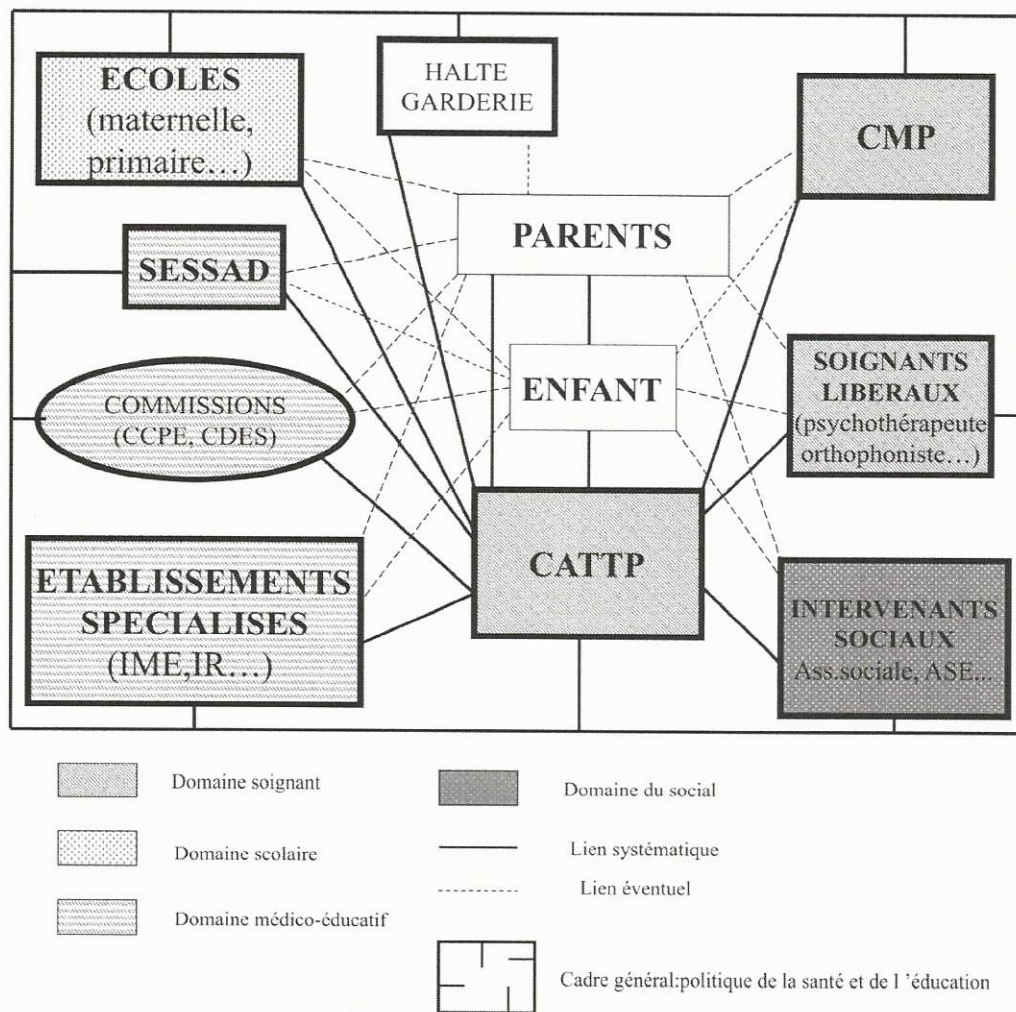 ECOLES
(maternelle,
primaire…)
HALTE
GARDERIE
CMP
PARENTS
SESSAD
ENFANT
SOIGNANTS
LIBERAUX
(psychothérapeute
orthophoniste…)
COMMISSIONS
(CCPE, CDES)
CATTP
ETABLISSEMENTS
SPECIALISES
(IME,IR…)
INTERVENANTS
SOCIAUX
Ass.sociale, ASE...
Domaine soignant
Domaine du social
Domaine scolaire
Lien systématique
Lien éventuel
Domaine médico-éducatif
Cadre général:politique de la santé et de l ’éducation